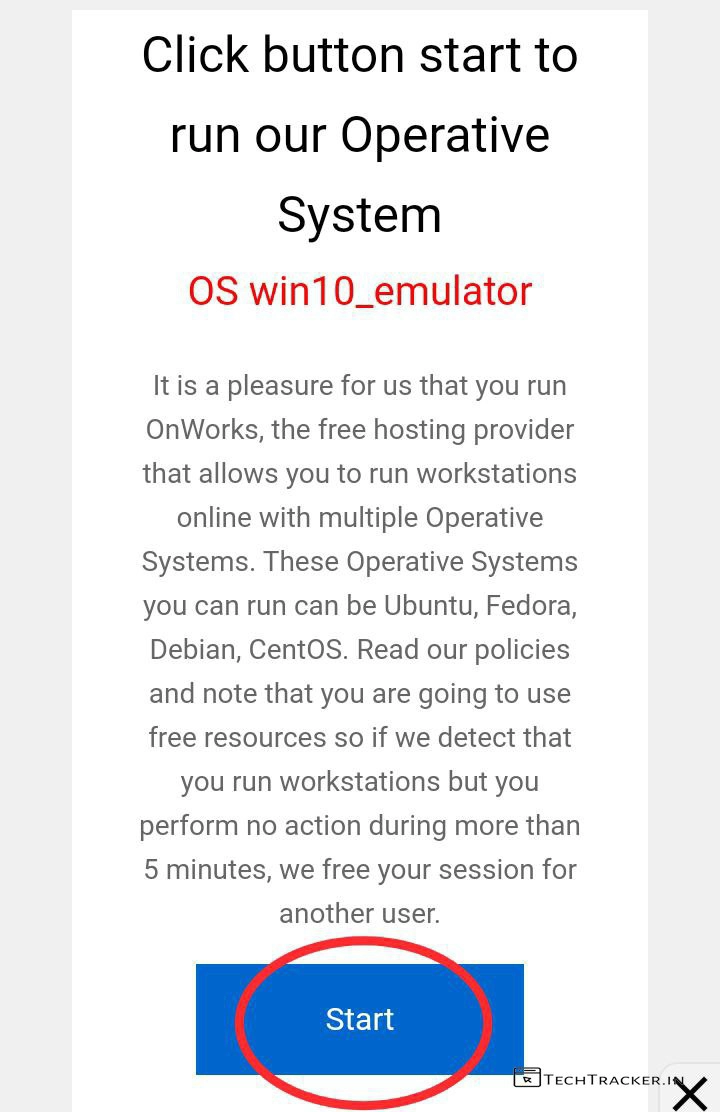 Click button start to
run our Operative
System
OS win10_emulator
It is a pleasure for us that you run
OnWorks, the free hosting provider
that allows you to run workstations
online with multiple Operative
Systems. These Operative Systems
you can run can be Ubuntu, Fedora,
Debian, CentOS. Read our policies
and note that you are going to use
free resources so if we detect that
you run workstations but you
perform no action during more than
5 minutes, we free your session for
another user.
Start
TECHTRACKER.IN